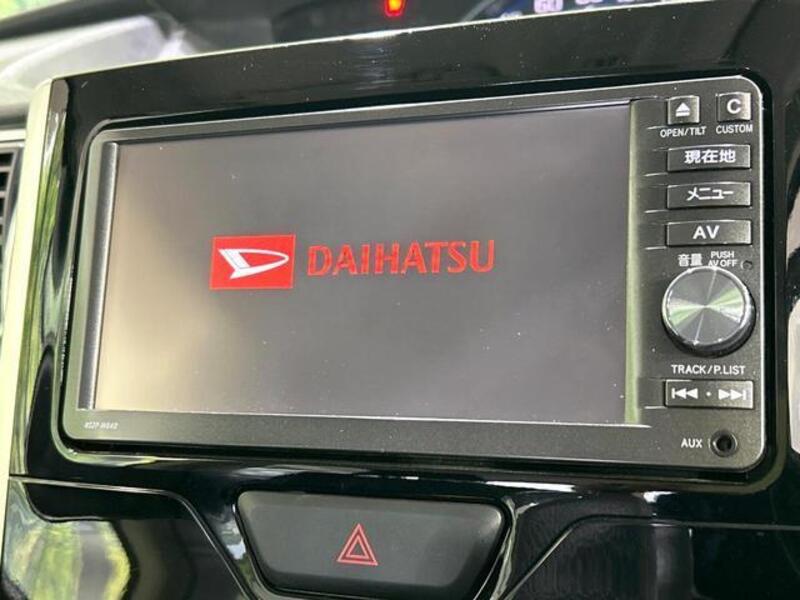 OPEN/TILT
C
CUSTOM
現在地
メニュー
DAIHATSU
AV
音量
PUSH
AV OFF
TRACK/P.LIST
AUX